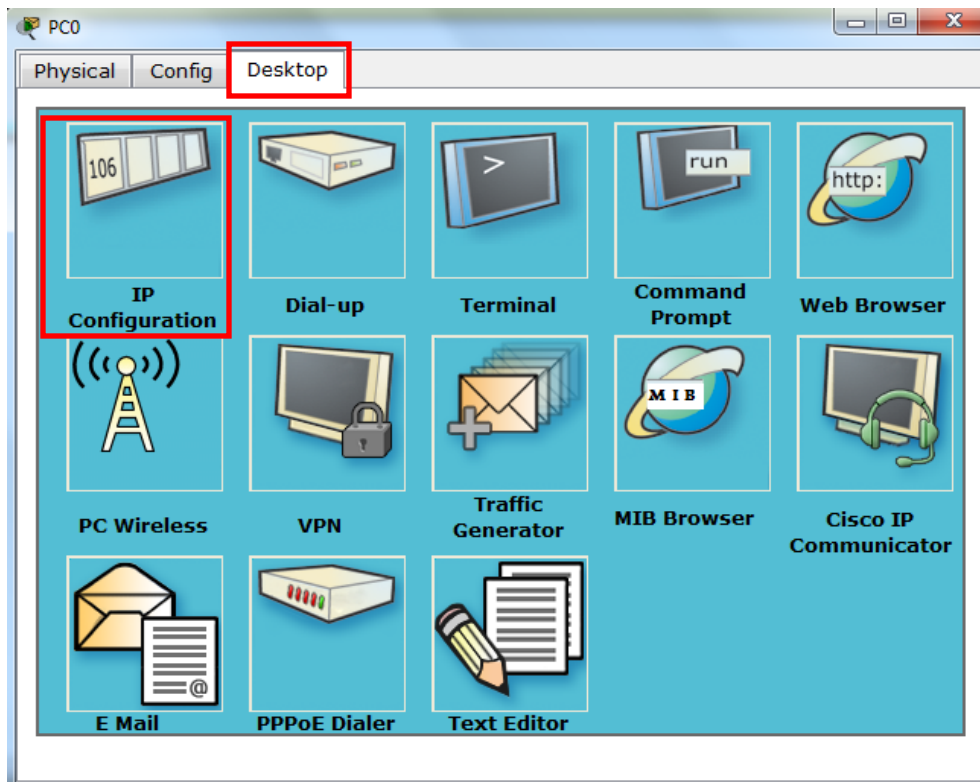 PC0
Physical
Config
Desktop
106
>
run
http:
IP
Configuration
Dial-up
Terminal
Command
Prompt
Web Browser
MIB
PC Wireless
VPN
Traffic
Generator
MIB Browser
Cisco IP
Communicator
@
E Mail
PPPoE Dialer
Text Editor